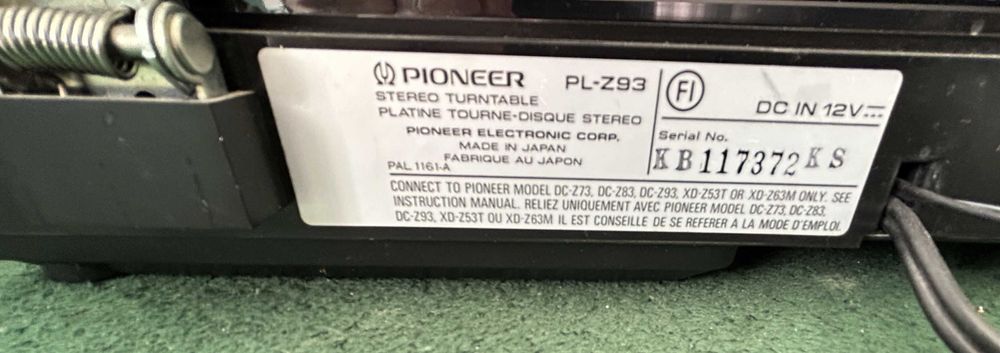 PIONEER PL-Z93
STEREO TURNTABLE
PLATINE TOURNE-DISQUE STEREO
PIONEER ELECTRONIC CORP.
MADE IN JAPAN
FABRIQUE AU JAPON
PAL 1161-A
FI
DC IN 12V
Serial No.
KB117372KS
CONNECT TO PIONEER MODEL DC-Z73, DC-Z83, DC-Z93, XD-Z53T OR XD-Z63M ONLY. SEE
INSTRUCTION MANUAL. RELIEZ UNIQUEMENT AVEC PIONEER MODEL DC-Z73, DC-Z83,
DC-Z93, XD-Z53T OU XD-Z63M IL EST CONSEILLE DE SE REFERER A LA MODE D'EMPLOI.